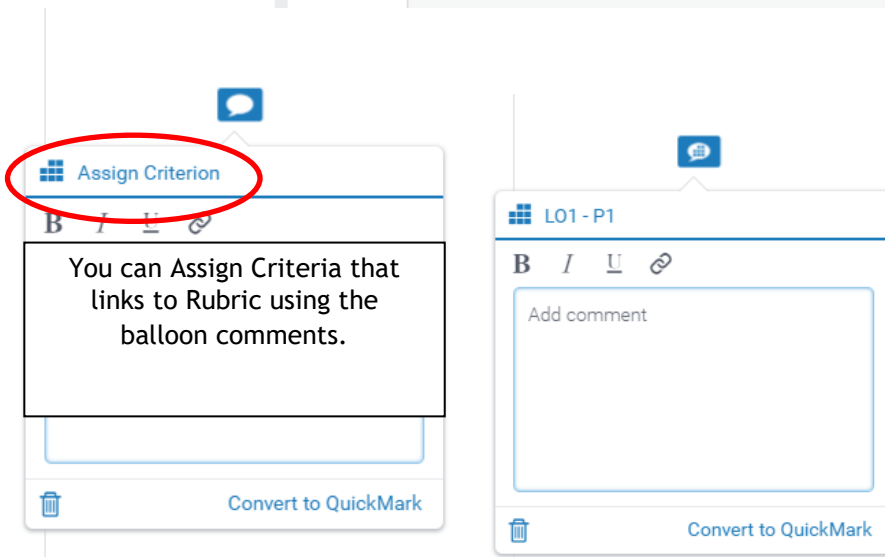 Assign Criterion
B I U
You can Assign Criteria that
links to Rubric using the
balloon comments.
Convert to QuickMark
LO1 - P1
B I U
Add comment
Convert to QuickMark